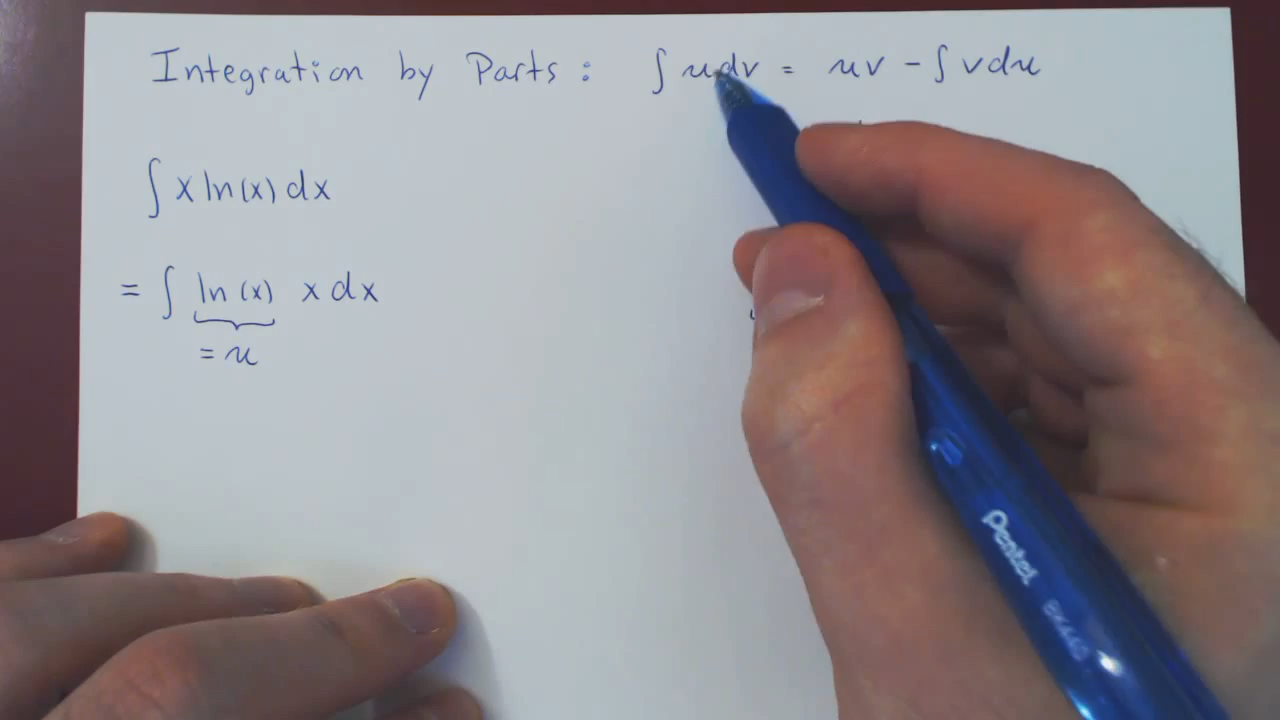 Integration by Parts : ∫ u dv = uv - ∫ v du
∫ x ln(x) dx
= ∫ ln(x) x dx
= u
Pentel